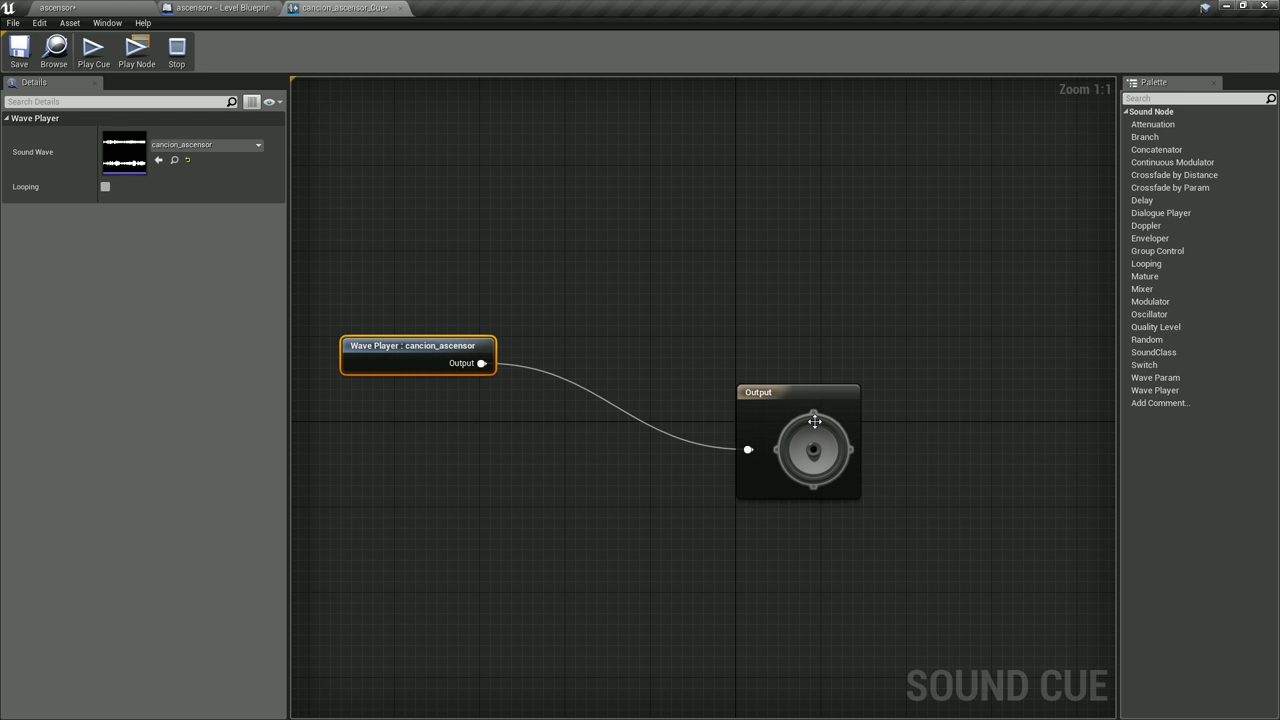 ascensor*
ascensor* - Level Blueprin
cancion_ascensor_Cue*
File Edit Asset Window Help
Save Browse Play Cue Play Node Stop
Details
Search Details
Wave Player
Sound Wave
cancion_ascensor
Looping
Zoom 1:1
Wave Player : cancion_ascensor
Output
Output
SOUND CUE
Palette
Search
Sound Node
Attenuation
Branch
Concatenator
Continuous Modulator
Crossfade by Distance
Crossfade by Param
Delay
Dialogue Player
Doppler
Enveloper
Group Control
Looping
Mature
Mixer
Modulator
Oscillator
Quality Level
Random
SoundClass
Switch
Wave Param
Wave Player
Add Comment...